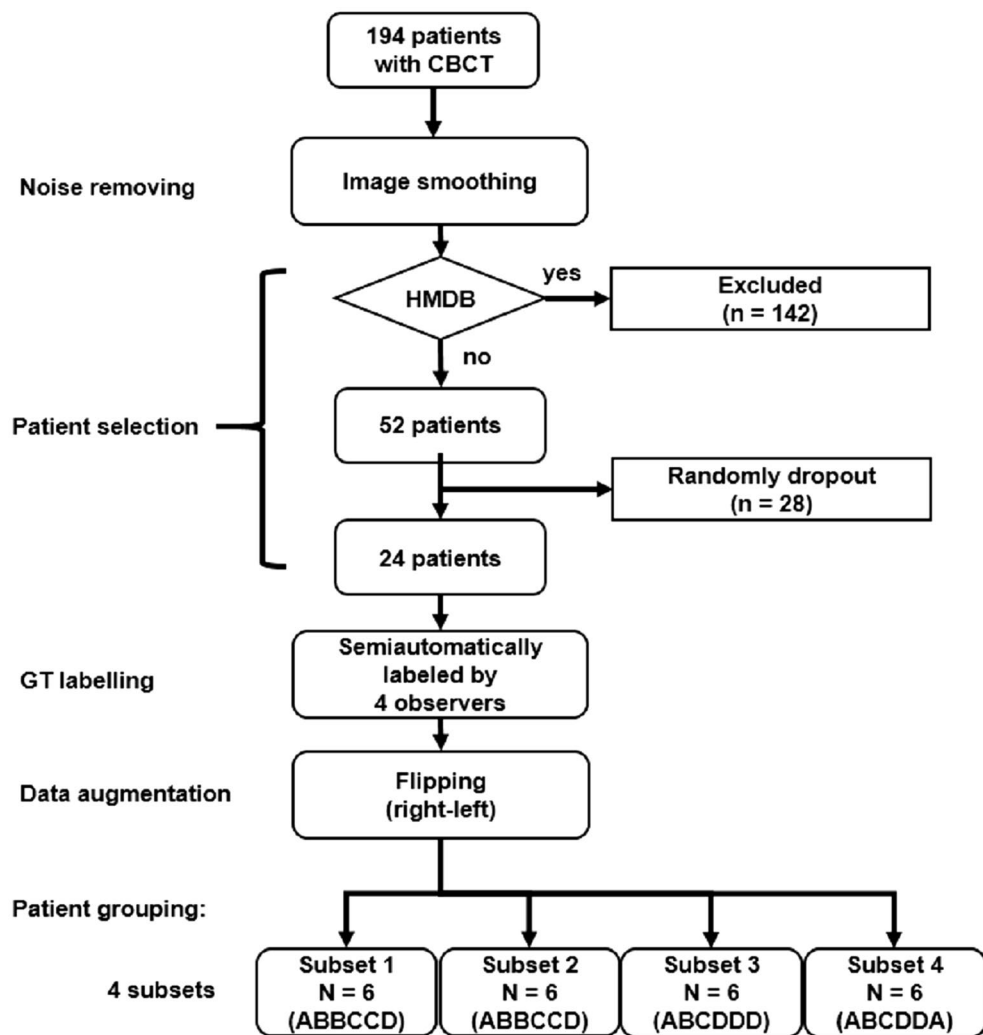 194 patients
with CBCT
Noise removing
Image smoothing
HMDB
yes
Excluded
(n = 142)
no
Patient selection
52 patients
Randomly dropout
(n = 28)
24 patients
GT labelling
Semiautomatically
labeled by
4 observers
Data augmentation
Flipping
(right-left)
Patient grouping:
4 subsets
Subset 1
N = 6
(ABBCCD)
Subset 2
N = 6
(ABBCCD)
Subset 3
N = 6
(ABCDDD)
Subset 4
N = 6
(ABCDDA)